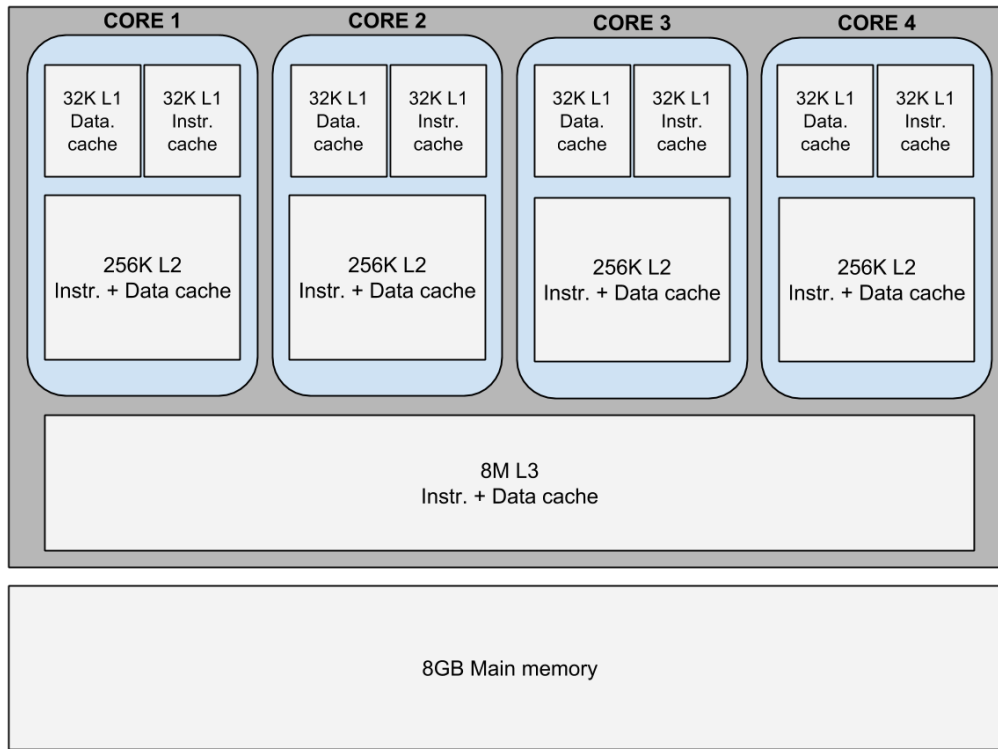 CORE 1
CORE 2
CORE 3
CORE 4
32K L1
Data.
cache
32K L1
Instr.
cache
32K L1
Data.
cache
32K L1
Instr.
cache
32K L1
Data.
cache
32K L1
Instr.
cache
32K L1
Data.
cache
32K L1
Instr.
cache
256K L2
Instr. + Data cache
256K L2
Instr. + Data cache
256K L2
Instr. + Data cache
256K L2
Instr. + Data cache
8M L3
Instr. + Data cache
8GB Main memory